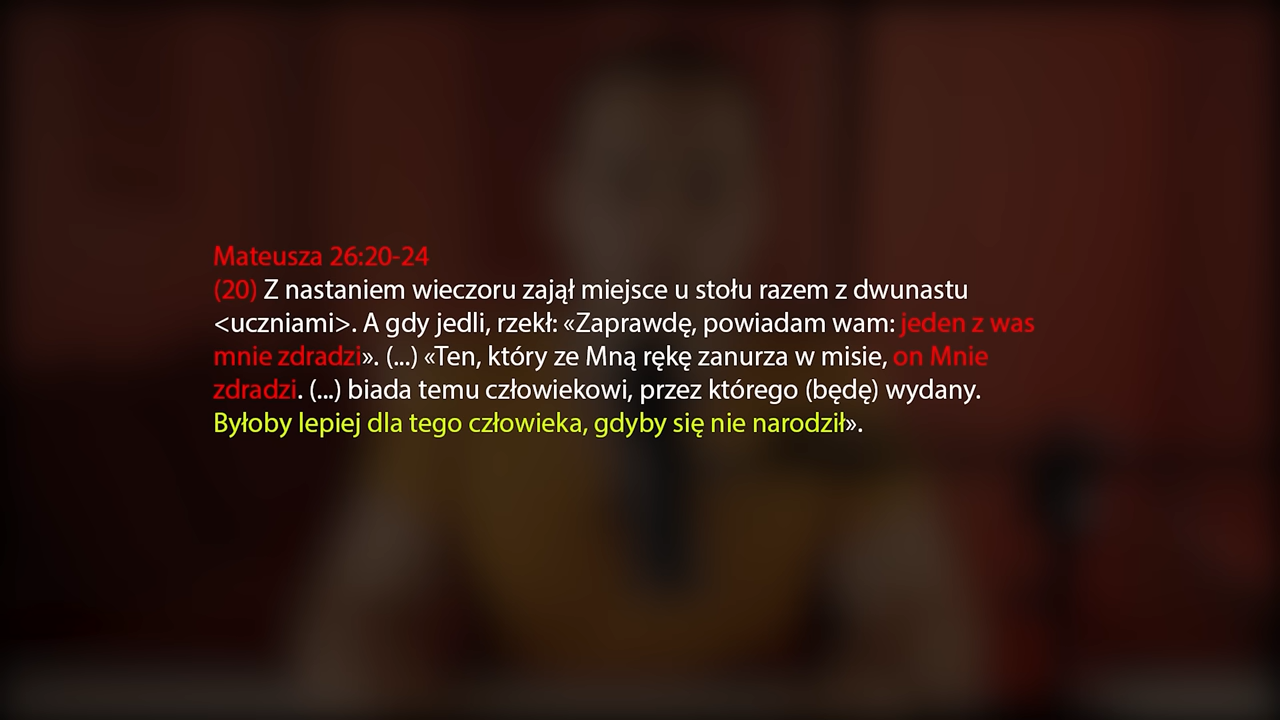 Mateusza 26:20-24
(20) Z nastaniem wieczoru zajął miejsce u stołu razem z dwunastu
<uczniami>. A gdy jedli, rzekł: «Zaprawdę, powiadam wam: jeden z was
mnie zdradzi». (...) «Ten, który ze Mną rękę zanurza w misie, on Mnie
zdradzi. (...) biada temu człowiekowi, przez którego (będę) wydany.
Byłoby lepiej dla tego człowieka, gdyby się nie narodził».